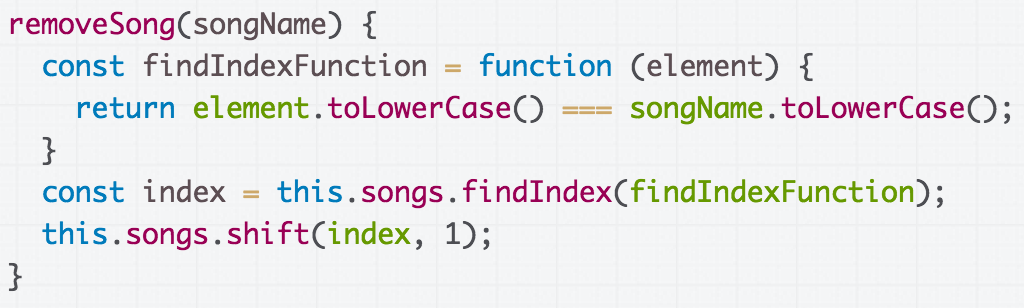 removeSong(songName) {
  const findIndexFunction = function (element) {
    return element.toLowerCase() === songName.toLowerCase();
  }
  const index = this.songs.findIndex(findIndexFunction);
  this.songs.shift(index, 1);
}